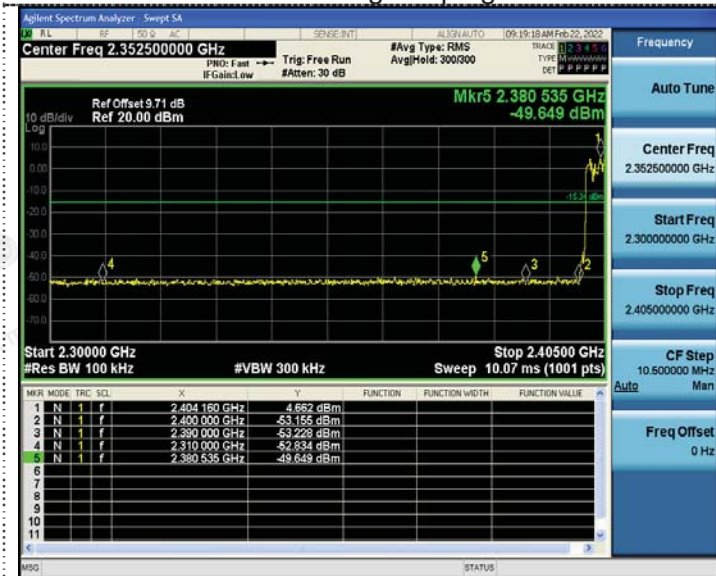 Agilent Spectrum Analyzer - Swept SA
RL RF 50 Ω AC SENSE:INT ALIGN AUTO 09:19:18 AM Feb 22, 2022
Center Freq 2.352500000 GHz
PNO: Fast
IFGain:Low
Trig: Free Run
#Atten: 30 dB
#Avg Type: RMS
Avg|Hold: 300/300
TRACE 1 2 3 4 5 6
TYPE M
DET P P P P P P
Frequency
Auto Tune
Center Freq
2.352500000 GHz
Start Freq
2.300000000 GHz
Stop Freq
2.405000000 GHz
CF Step
10.500000 MHz
Auto Man
Freq Offset
0 Hz
Ref Offset 9.71 dB
10 dB/div Ref 20.00 dBm
Log
Mkr5 2.380 535 GHz
-49.649 dBm
10.0
0.00
-10.0
-20.0
-30.0
-40.0
-50.0
-60.0
-70.0
-15.34 dBm
1
4
5
3
2
Start 2.30000 GHz Stop 2.40500 GHz
#Res BW 100 kHz #VBW 300 kHz Sweep 10.07 ms (1001 pts)
MKR MODE TRC SCL X Y FUNCTION FUNCTION WIDTH FUNCTION VALUE
1 N 1 f 2.404 160 GHz 4.662 dBm
2 N 1 f 2.400 000 GHz -53.155 dBm
3 N 1 f 2.390 000 GHz -53.228 dBm
4 N 1 f 2.310 000 GHz -52.834 dBm
5 N 1 f 2.380 535 GHz -49.649 dBm
6
7
8
9
10
11
MSG STATUS